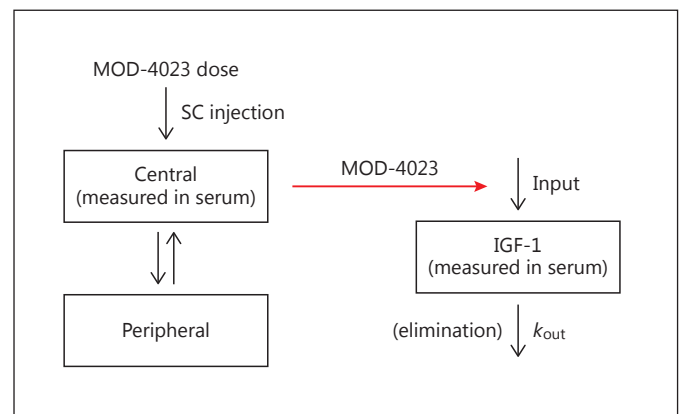 MOD-4023 dose
SC injection
Central
(measured in serum)
MOD-4023
Input
IGF-1
(measured in serum)
Peripheral
(elimination)
kout